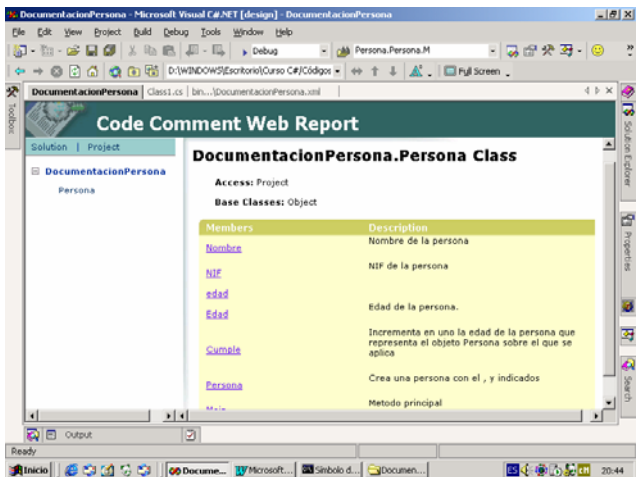 DocumentacionPersona - Microsoft Visual C#.NET [design] - DocumentacionPersona
File Edit View Project Build Debug Tools Window Help
Debug Persona.Persona.M
D:\WINDOWS\Escritorio\Curso C#/Códigos Full Screen
DocumentacionPersona Class1.cs bin...\DocumentacionPersona.xml
Toolbox
Code Comment Web Report
Solution | Project
DocumentacionPersona
Persona
DocumentacionPersona.Persona Class
Access: Project
Base Classes: Object
Members Description
Nombre Nombre de la persona
NIF NIF de la persona
edad
Edad Edad de la persona.
Cumple Incrementa en uno la edad de la persona que
representa el objeto Persona sobre el que se
aplica
Persona Crea una persona con el , y indicados
Main Metodo principal
Solution Explorer
Properties
Search
Output
Ready
Inicio Docume... Microsoft... Símbolo d... Documen... ES 20:44